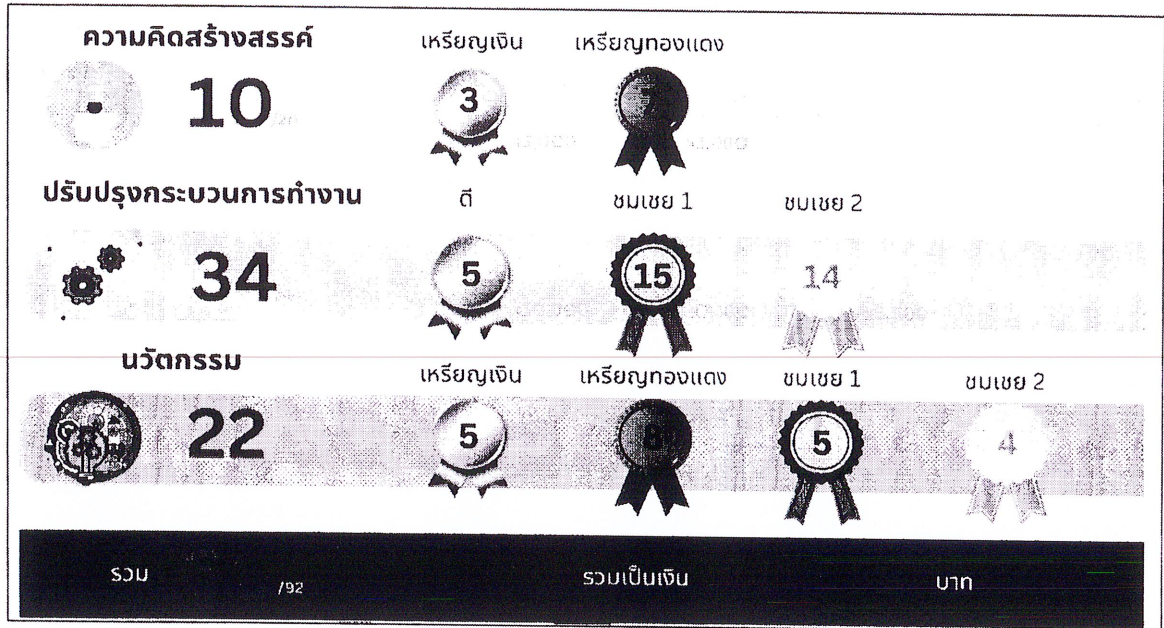 ความคิดสร้างสรรค์ เหรียญเงิน เหรียญทองแดง
10 3 7
ปรับปรุงกระบวนการทำงาน ดี ชมเชย 1 ชมเชย 2
34 5 15 14
นวัตกรรม เหรียญเงิน เหรียญทองแดง ชมเชย 1 ชมเชย 2
22 5 8 5 4
รวม /92 รวมเป็นเงิน บาท